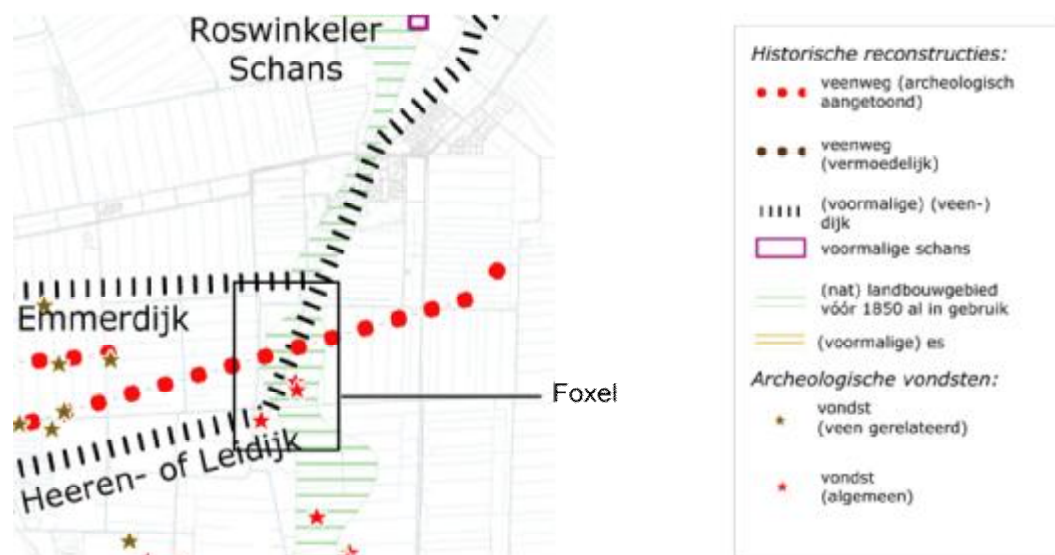 Roswinkeler
Schans
Emmerdijk
Foxel
Heeren- of Leidijk
Historische reconstructies:
veenweg (archeologisch
aangetoond)
veenweg
(vermoedelijk)
(voormalige) (veen-)
dijk
voormalige schans
(nat) landbouwgebied
vóór 1850 al in gebruik
(voormalige) es
Archeologische vondsten:
vondst
(veen gerelateerd)
vondst
(algemeen)